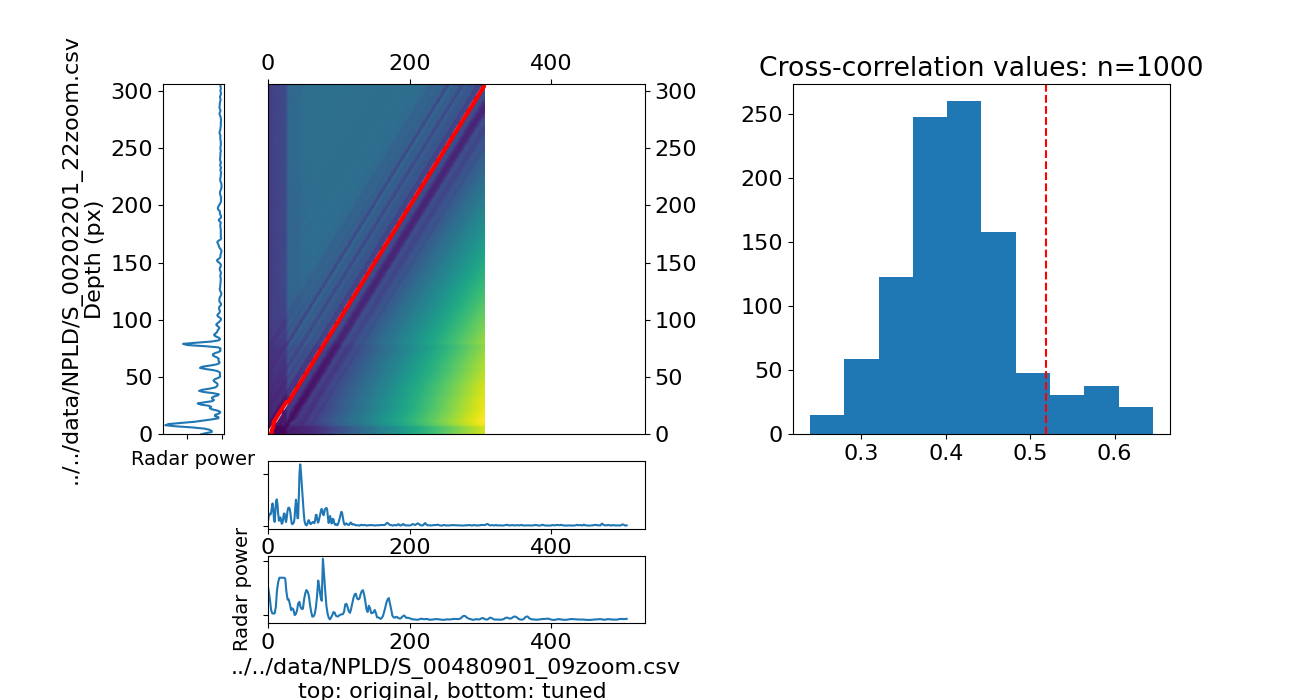 Cross-correlation values: n=1000
0 200 400
../../data/NPLD/S_00202201_22zoom.csv
Depth (px)
300 250 200 150 100 50 0
300 250 200 150 100 50 0
250 200 150 100 50 0
0.3 0.4 0.5 0.6
Radar power
0 200 400
Radar power
0 200 400
../../data/NPLD/S_00480901_09zoom.csv
top: original, bottom: tuned